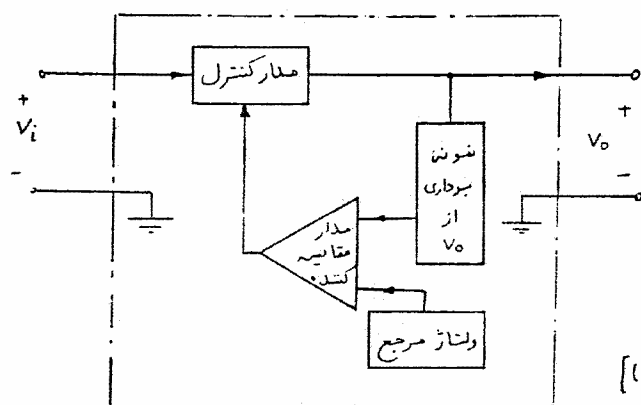 مدار کنترل
+
Vi
-
+
Vo
-
نمونه
برداری
از
Vo
مدار
مقایسه
کننده
ولتاژ مرجع